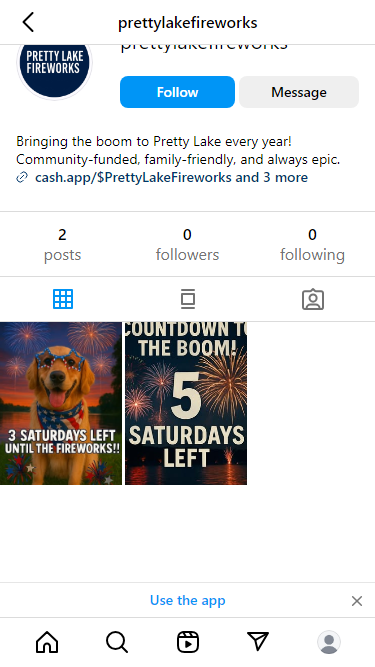 prettylakefireworks
prettylakefireworks
PRETTY LAKE
FIREWORKS
Follow
Message
Bringing the boom to Pretty Lake every year!
Community-funded, family-friendly, and always epic.
cash.app/$PrettyLakeFireworks and 3 more
2
posts
0
followers
0
following
3 SATURDAYS LEFT
UNTIL THE FIREWORKS!!
COUNTDOWN TO
THE BOOM!
5
SATURDAYS
LEFT
Use the app